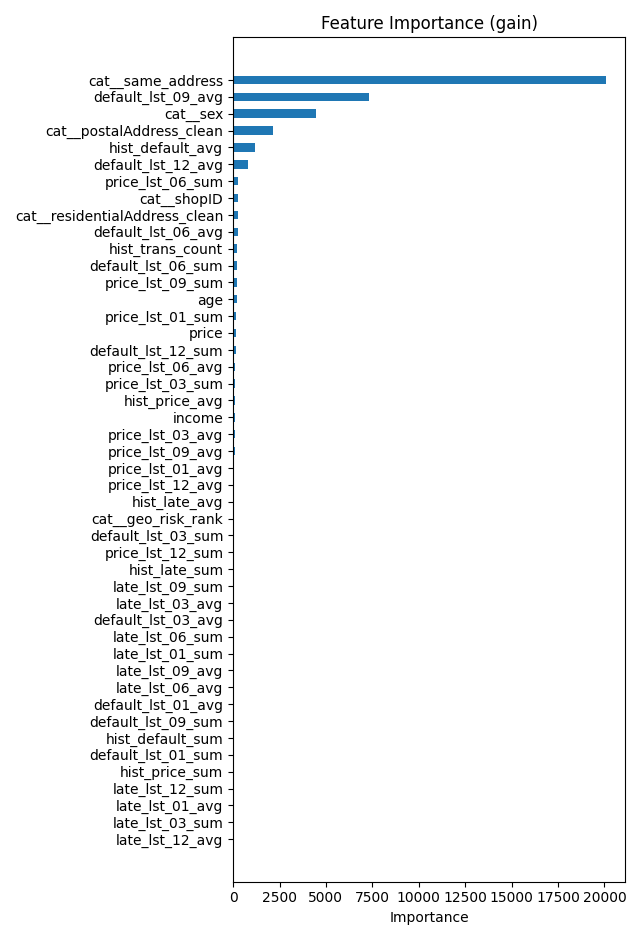 Feature Importance (gain)
cat__same_address
default_lst_09_avg
cat__sex
cat__postalAddress_clean
hist_default_avg
default_lst_12_avg
price_lst_06_sum
cat__shopID
cat__residentialAddress_clean
default_lst_06_avg
hist_trans_count
default_lst_06_sum
price_lst_09_sum
age
price_lst_01_sum
price
default_lst_12_sum
price_lst_06_avg
price_lst_03_sum
hist_price_avg
income
price_lst_03_avg
price_lst_09_avg
price_lst_01_avg
price_lst_12_avg
hist_late_avg
cat__geo_risk_rank
default_lst_03_sum
price_lst_12_sum
hist_late_sum
late_lst_09_sum
late_lst_03_avg
default_lst_03_avg
late_lst_06_sum
late_lst_01_sum
late_lst_09_avg
late_lst_06_avg
default_lst_01_avg
default_lst_09_sum
hist_default_sum
default_lst_01_sum
hist_price_sum
late_lst_12_sum
late_lst_01_avg
late_lst_03_sum
late_lst_12_avg
0 2500 5000 7500 10000 12500 15000 17500 20000
Importance